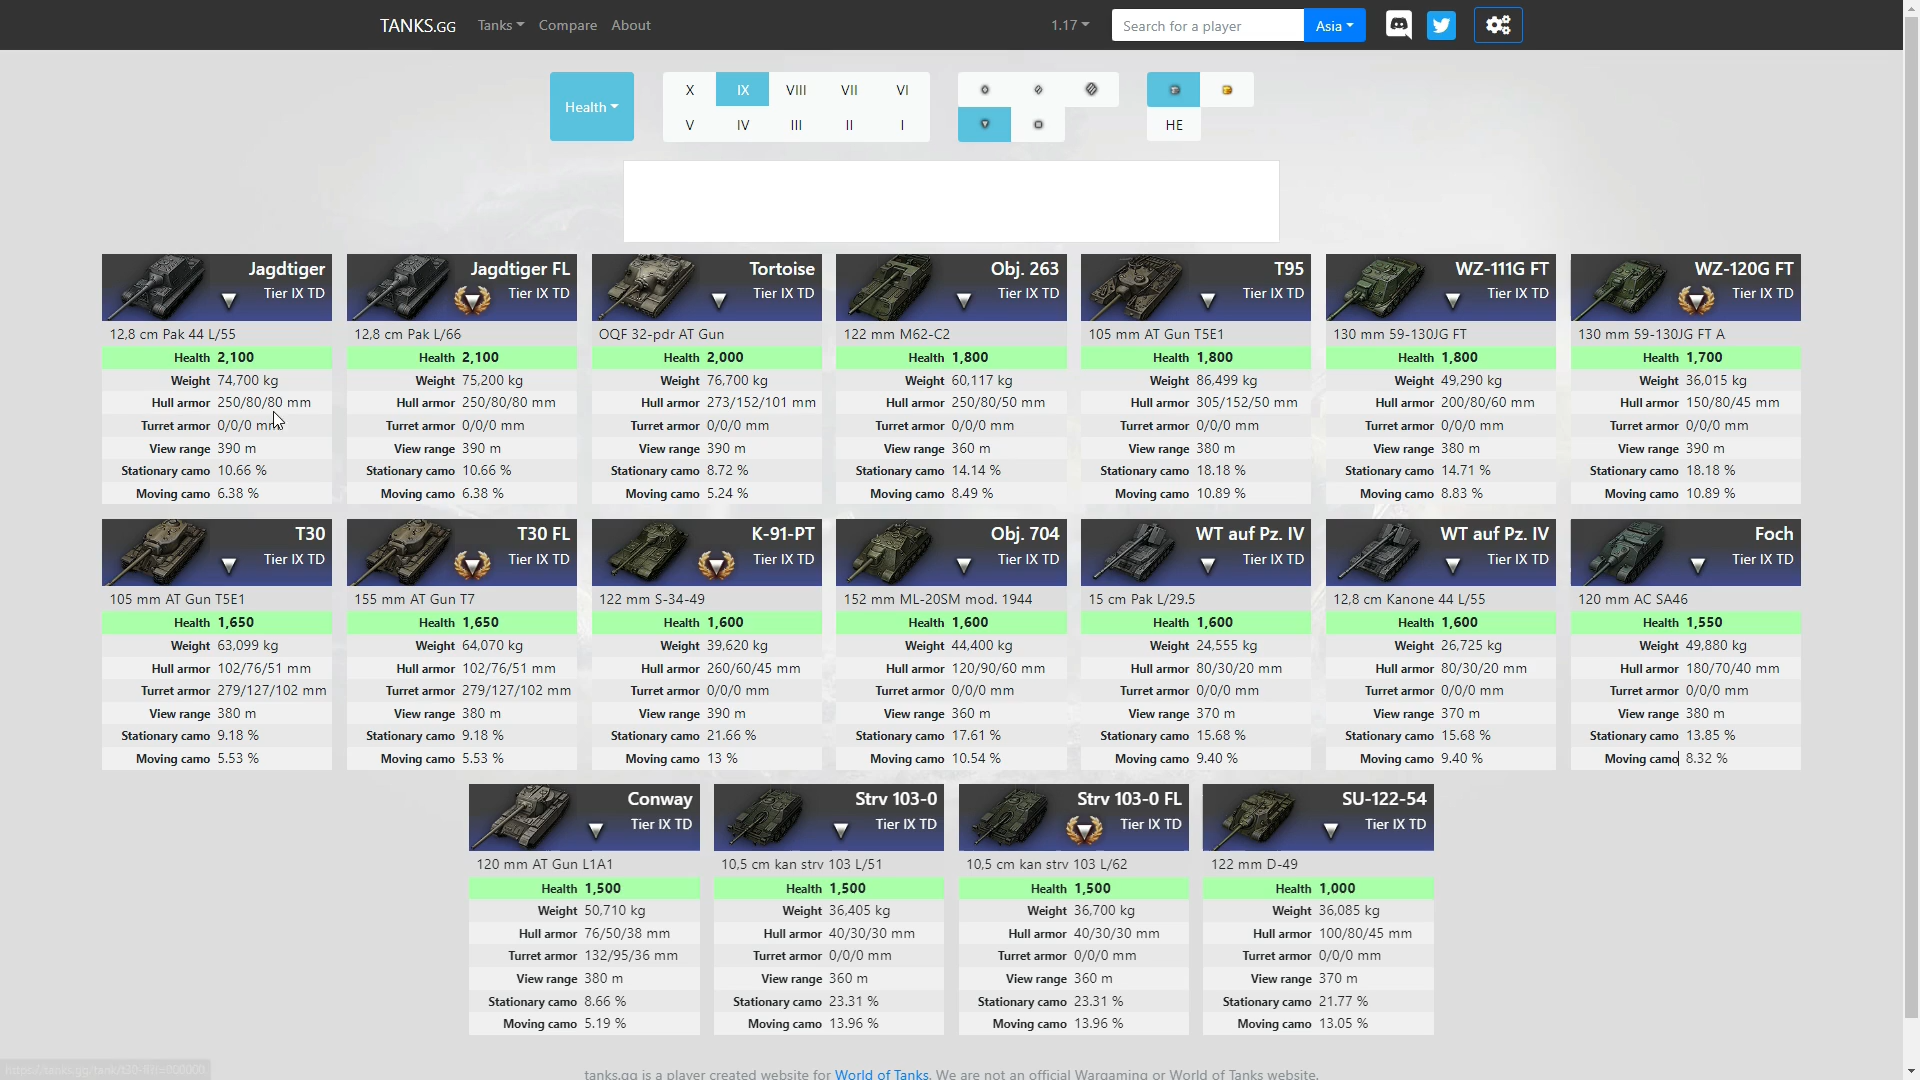 TANKS.GG Tanks Compare About 1.17 Search for a player Asia
Health X IX VIII VII VI
V IV III II I HE
Jagdtiger
Tier IX TD
12,8 cm Pak 44 L/55
Health 2,100
Weight 74,700 kg
Hull armor 250/80/80 mm
Turret armor 0/0/0 mm
View range 390 m
Stationary camo 10.66 %
Moving camo 6.38 %
Jagdtiger FL
Tier IX TD
12,8 cm Pak L/66
Health 2,100
Weight 75,200 kg
Hull armor 250/80/80 mm
Turret armor 0/0/0 mm
View range 390 m
Stationary camo 10.66 %
Moving camo 6.38 %
Tortoise
Tier IX TD
OQF 32-pdr AT Gun
Health 2,000
Weight 76,700 kg
Hull armor 273/152/101 mm
Turret armor 0/0/0 mm
View range 390 m
Stationary camo 8.72 %
Moving camo 5.24 %
Obj. 263
Tier IX TD
122 mm M62-C2
Health 1,800
Weight 60,117 kg
Hull armor 250/80/50 mm
Turret armor 0/0/0 mm
View range 360 m
Stationary camo 14.14 %
Moving camo 8.49 %
T95
Tier IX TD
105 mm AT Gun T5E1
Health 1,800
Weight 86,499 kg
Hull armor 305/152/50 mm
Turret armor 0/0/0 mm
View range 380 m
Stationary camo 18.18 %
Moving camo 10.89 %
WZ-111G FT
Tier IX TD
130 mm 59-130JG FT
Health 1,800
Weight 49,290 kg
Hull armor 200/80/60 mm
Turret armor 0/0/0 mm
View range 380 m
Stationary camo 14.71 %
Moving camo 8.83 %
WZ-120G FT
Tier IX TD
130 mm 59-130JG FT A
Health 1,700
Weight 36,015 kg
Hull armor 150/80/45 mm
Turret armor 0/0/0 mm
View range 390 m
Stationary camo 18.18 %
Moving camo 10.89 %
T30
Tier IX TD
105 mm AT Gun T5E1
Health 1,650
Weight 63,099 kg
Hull armor 102/76/51 mm
Turret armor 279/127/102 mm
View range 380 m
Stationary camo 9.18 %
Moving camo 5.53 %
T30 FL
Tier IX TD
155 mm AT Gun T7
Health 1,650
Weight 64,070 kg
Hull armor 102/76/51 mm
Turret armor 279/127/102 mm
View range 380 m
Stationary camo 9.18 %
Moving camo 5.53 %
K-91-PT
Tier IX TD
122 mm S-34-49
Health 1,600
Weight 39,620 kg
Hull armor 260/60/45 mm
Turret armor 0/0/0 mm
View range 390 m
Stationary camo 21.66 %
Moving camo 13 %
Obj. 704
Tier IX TD
152 mm ML-20SM mod. 1944
Health 1,600
Weight 44,400 kg
Hull armor 120/90/60 mm
Turret armor 0/0/0 mm
View range 360 m
Stationary camo 17.61 %
Moving camo 10.54 %
WT auf Pz. IV
Tier IX TD
15 cm Pak L/29.5
Health 1,600
Weight 24,555 kg
Hull armor 80/30/20 mm
Turret armor 0/0/0 mm
View range 370 m
Stationary camo 15.68 %
Moving camo 9.40 %
WT auf Pz. IV
Tier IX TD
12,8 cm Kanone 44 L/55
Health 1,600
Weight 26,725 kg
Hull armor 80/30/20 mm
Turret armor 0/0/0 mm
View range 370 m
Stationary camo 15.68 %
Moving camo 9.40 %
Foch
Tier IX TD
120 mm AC SA46
Health 1,550
Weight 49,880 kg
Hull armor 180/70/40 mm
Turret armor 0/0/0 mm
View range 380 m
Stationary camo 13.85 %
Moving camo 8.32 %
Conway
Tier IX TD
120 mm AT Gun L1A1
Health 1,500
Weight 50,710 kg
Hull armor 76/50/38 mm
Turret armor 132/95/36 mm
View range 380 m
Stationary camo 8.66 %
Moving camo 5.19 %
Strv 103-0
Tier IX TD
10,5 cm kan strv 103 L/51
Health 1,500
Weight 36,405 kg
Hull armor 40/30/30 mm
Turret armor 0/0/0 mm
View range 360 m
Stationary camo 23.31 %
Moving camo 13.96 %
Strv 103-0 FL
Tier IX TD
10,5 cm kan strv 103 L/62
Health 1,500
Weight 36,700 kg
Hull armor 40/30/30 mm
Turret armor 0/0/0 mm
View range 360 m
Stationary camo 23.31 %
Moving camo 13.96 %
SU-122-54
Tier IX TD
122 mm D-49
Health 1,000
Weight 36,085 kg
Hull armor 100/80/45 mm
Turret armor 0/0/0 mm
View range 370 m
Stationary camo 21.77 %
Moving camo 13.05 %
tanks.gg is a player created website for World of Tanks. We are not an official Wargaming or World of Tanks website.